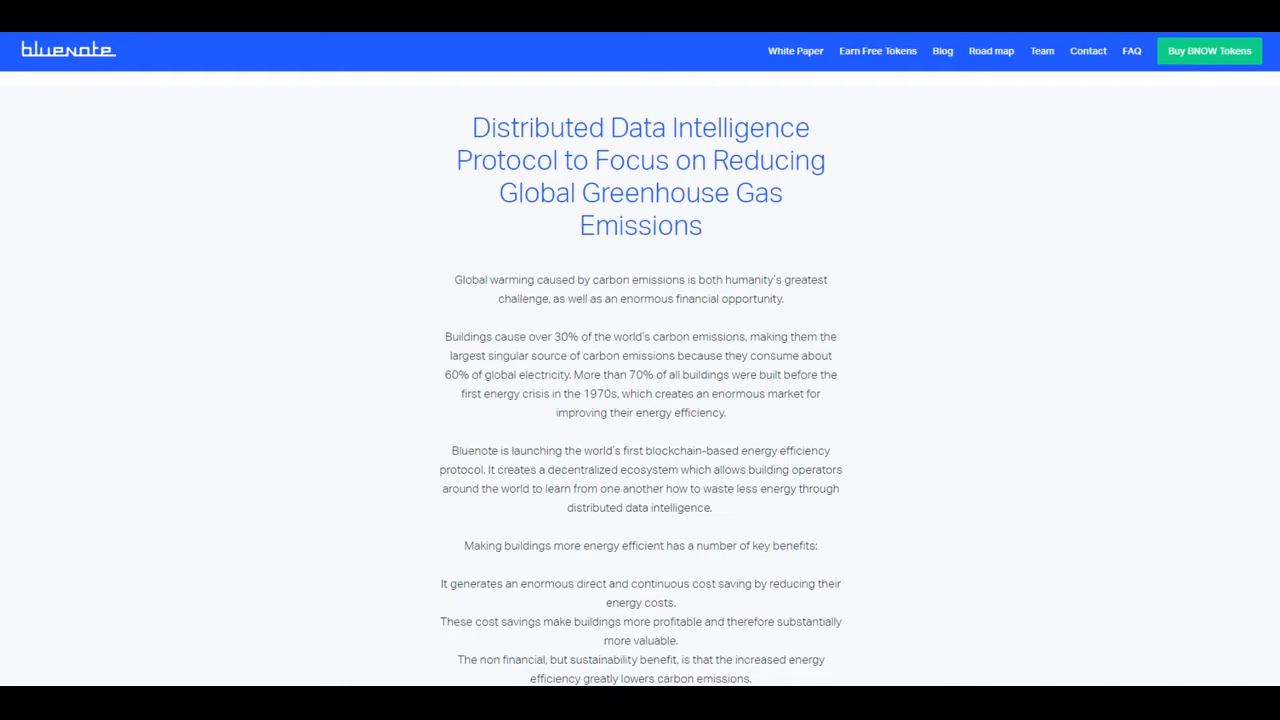 bluenote
White Paper
Earn Free Tokens
Blog
Road map
Team
Contact
FAQ
Buy BNOW Tokens
Distributed Data Intelligence
Protocol to Focus on Reducing
Global Greenhouse Gas
Emissions
Global warming caused by carbon emissions is both humanity's greatest
challenge, as well as an enormous financial opportunity.
Buildings cause over 30% of the world's carbon emissions, making them the
largest singular source of carbon emissions because they consume about
60% of global electricity. More than 70% of all buildings were built before the
first energy crisis in the 1970s, which creates an enormous market for
improving their energy efficiency.
Bluenote is launching the world's first blockchain-based energy efficiency
protocol. It creates a decentralized ecosystem which allows building operators
around the world to learn from one another how to waste less energy through
distributed data intelligence.
Making buildings more energy efficient has a number of key benefits:
It generates an enormous direct and continuous cost saving by reducing their
energy costs.
These cost savings make buildings more profitable and therefore substantially
more valuable.
The non financial, but sustainability benefit, is that the increased energy
efficiency greatly lowers carbon emissions.